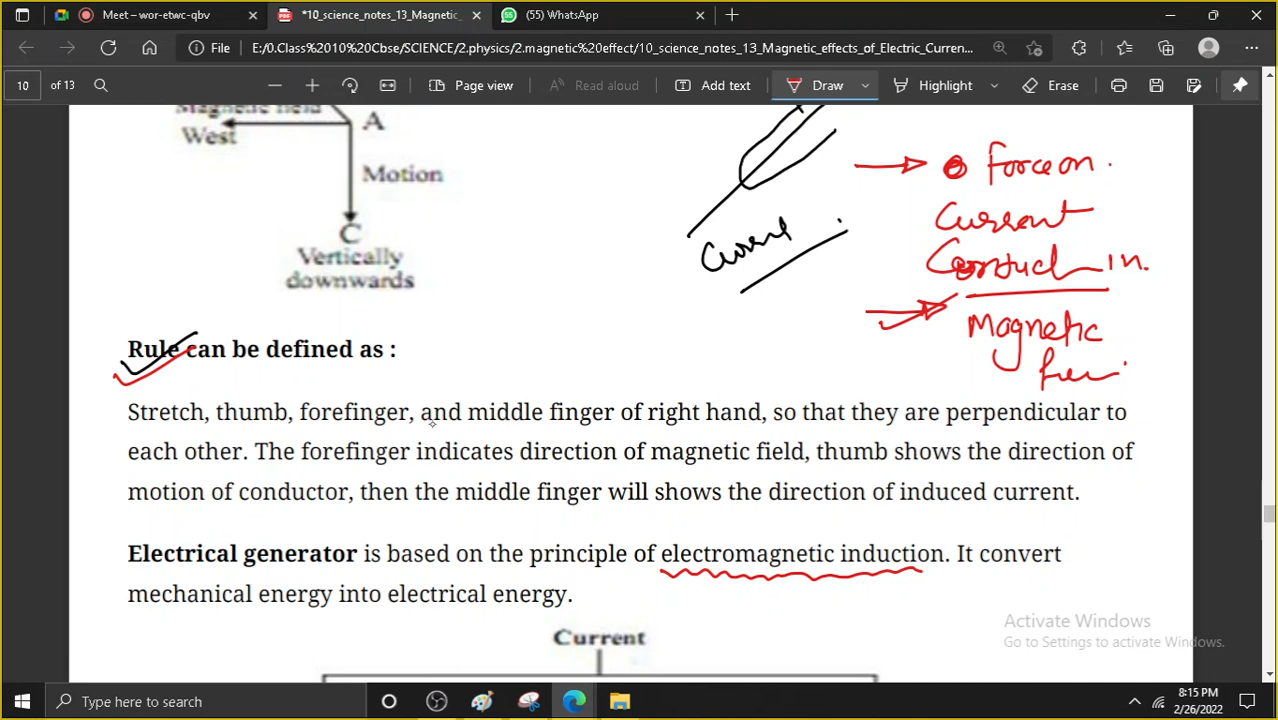 Meet – wor-etwc-qbv
*10_science_notes_13_Magnetic_
(55) WhatsApp
File
E:/0.Class%2010%20Cbse/SCIENCE/2.physics/2.magnetic%20effect/10_science_notes_13_Magnetic_effects_of_Electric_Curren...
10 of 13
Page view
Read aloud
Add text
Draw
Highlight
Erase
Magnetic field
West
A
Motion
C
Vertically
downwards
Current
Force on
Current
in
Magnetic
Rule can be defined as :
Stretch, thumb, forefinger, and middle finger of right hand, so that they are perpendicular to
each other. The forefinger indicates direction of magnetic field, thumb shows the direction of
motion of conductor, then the middle finger will shows the direction of induced current.
Electrical generator is based on the principle of electromagnetic induction. It convert
mechanical energy into electrical energy.
Current
Activate Windows
Go to Settings to activate Windows.
Type here to search
8:15 PM
2/26/2022